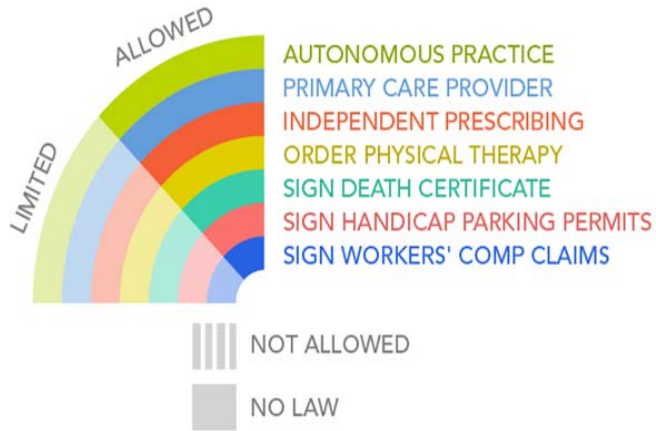 ALLOWED
LIMITED
AUTONOMOUS PRACTICE
PRIMARY CARE PROVIDER
INDEPENDENT PRESCRIBING
ORDER PHYSICAL THERAPY
SIGN DEATH CERTIFICATE
SIGN HANDICAP PARKING PERMITS
SIGN WORKERS' COMP CLAIMS
NOT ALLOWED
NO LAW